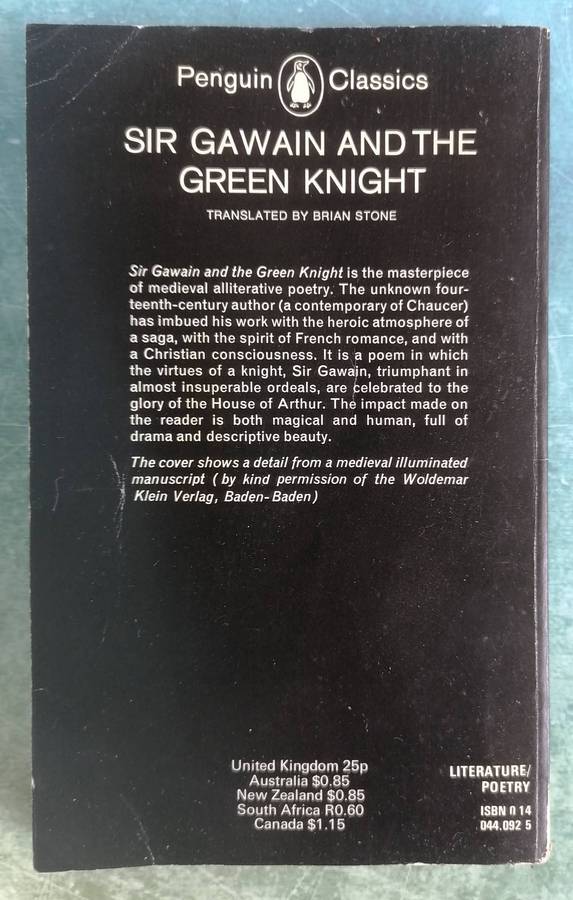 Penguin Classics
SIR GAWAIN AND THE
GREEN KNIGHT
TRANSLATED BY BRIAN STONE
Sir Gawain and the Green Knight is the masterpiece
of medieval alliterative poetry. The unknown four-
teenth-century author (a contemporary of Chaucer)
has imbued his work with the heroic atmosphere of
a saga, with the spirit of French romance, and with
a Christian consciousness. It is a poem in which
the virtues of a knight, Sir Gawain, triumphant in
almost insuperable ordeals, are celebrated to the
glory of the House of Arthur. The impact made on
the reader is both magical and human, full of
drama and descriptive beauty.
The cover shows a detail from a medieval illuminated
manuscript (by kind permission of the Woldemar
Klein Verlag, Baden-Baden)
United Kingdom 25p
Australia $0.85
New Zealand $0.85
South Africa R0.60
Canada $1.15
LITERATURE/
POETRY
ISBN 0 14
044.092 5